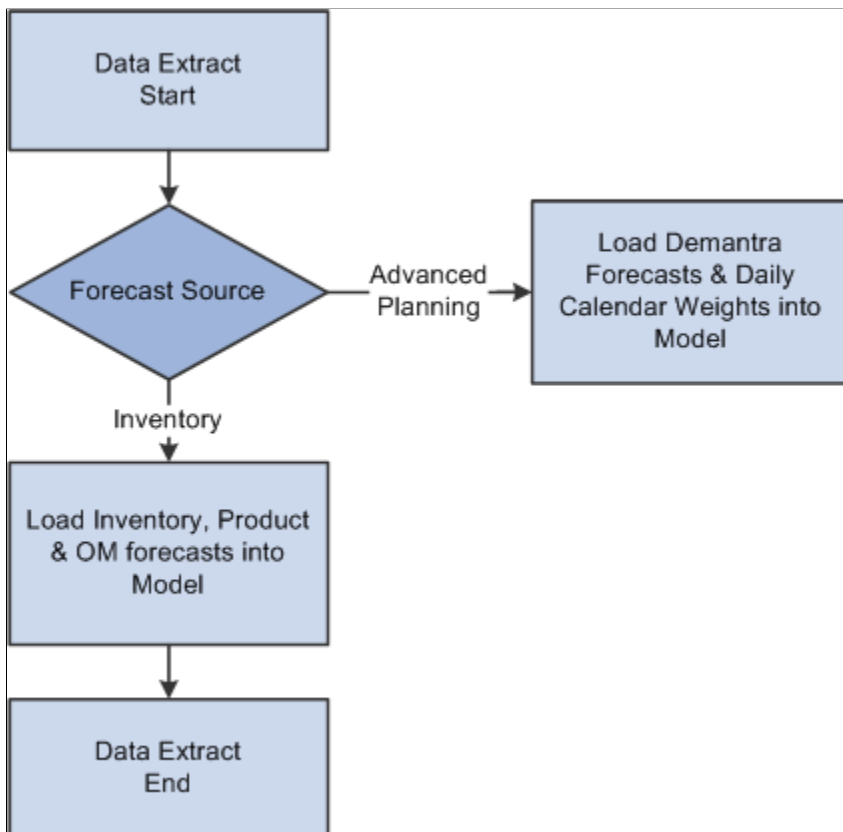 Data Extract
Start
Forecast Source
Advanced
Planning
Load Demantra
Forecasts & Daily
Calendar Weights into
Model
Inventory
Load Inventory, Product
& OM forecasts into
Model
Data Extract
End